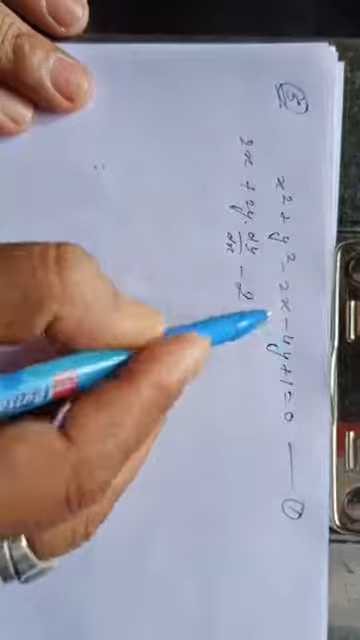 ⑤
x² + y² - 2x - 4y + 1 = 0 — ①
2x + 2y. dy/dx - 2